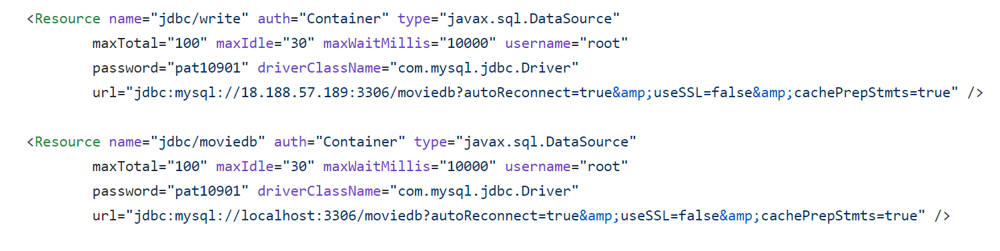 <Resource name="jdbc/write" auth="Container" type="javax.sql.DataSource"
maxTotal="100" maxIdle="30" maxWaitMillis="10000" username="root"
password="pat10901" driverClassName="com.mysql.jdbc.Driver"
url="jdbc:mysql://18.188.57.189:3306/moviedb?autoReconnect=true&amp;useSSL=false&amp;cachePrepStmts=true" />
<Resource name="jdbc/moviedb" auth="Container" type="javax.sql.DataSource"
maxTotal="100" maxIdle="30" maxWaitMillis="10000" username="root"
password="pat10901" driverClassName="com.mysql.jdbc.Driver"
url="jdbc:mysql://localhost:3306/moviedb?autoReconnect=true&amp;useSSL=false&amp;cachePrepStmts=true" />